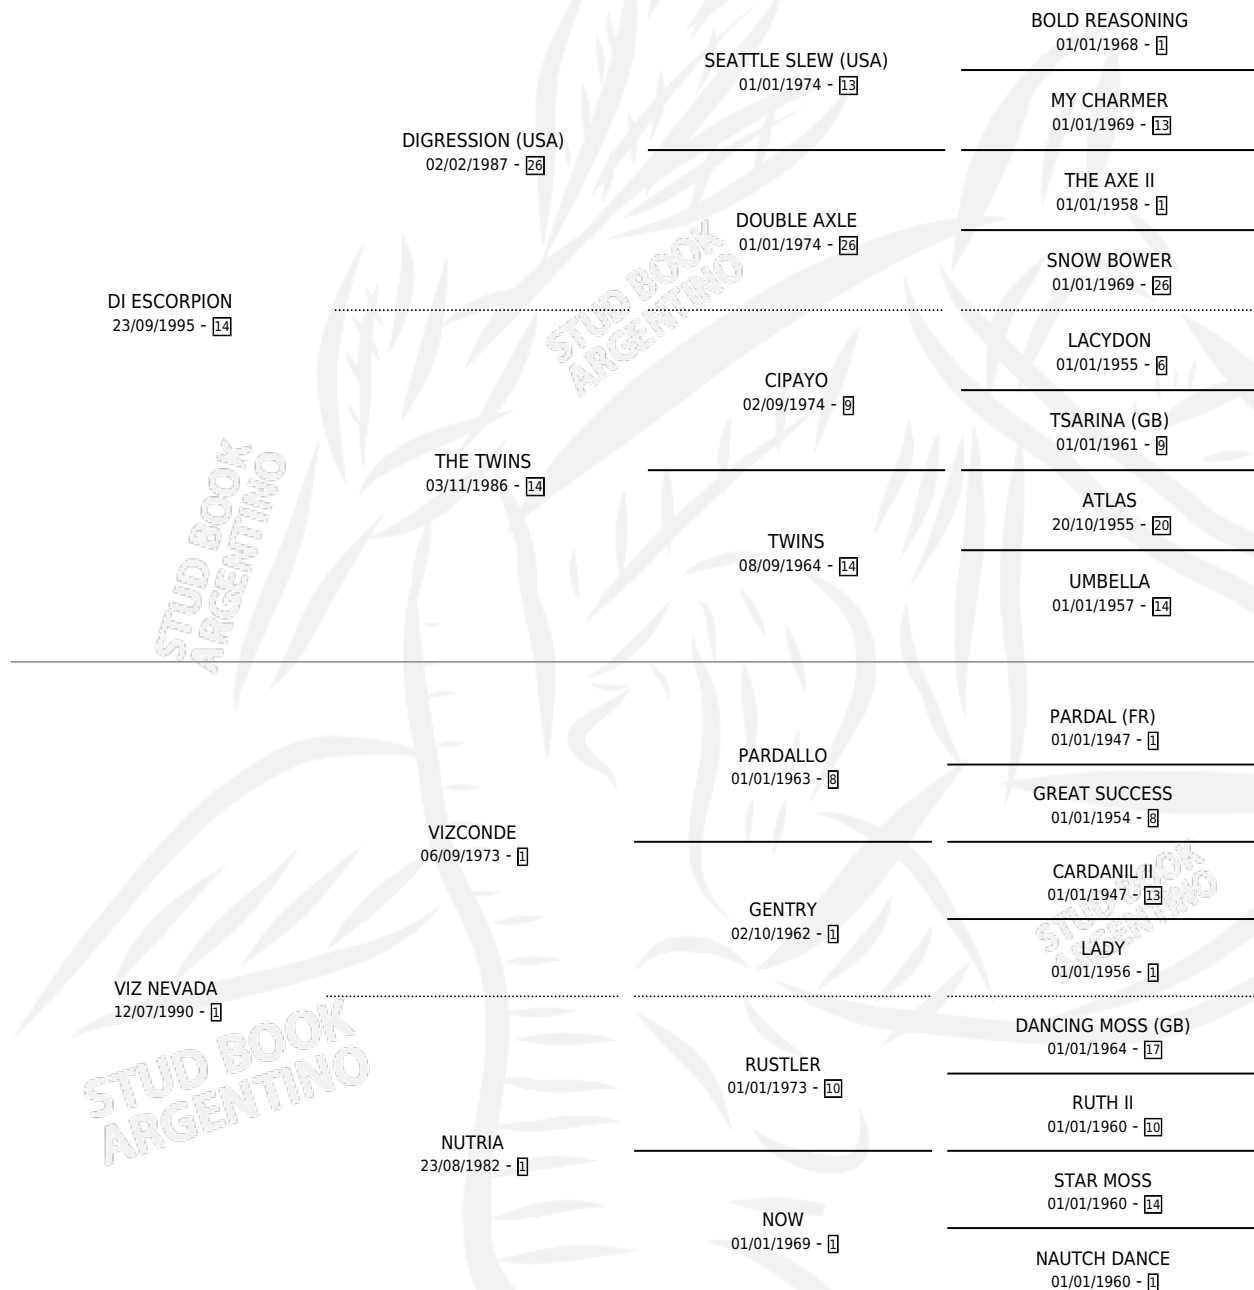 BOLD REASONING
01/01/1968 - 1
SEATTLE SLEW (USA)
01/01/1974 - 13
MY CHARMER
01/01/1969 - 13
DIGRESSION (USA)
02/02/1987 - 26
THE AXE II
01/01/1958 - 1
DOUBLE AXLE
01/01/1974 - 26
SNOW BOWER
01/01/1969 - 26
STUD BOOK
ARGENTINO
DI ESCORPION
23/09/1995 - 14
LACYDON
01/01/1955 - 6
CIPAYO
02/09/1974 - 9
TSARINA (GB)
01/01/1961 - 9
THE TWINS
03/11/1986 - 14
ATLAS
20/10/1955 - 20
TWINS
08/09/1964 - 14
UMBELLA
01/01/1957 - 14
STUD BOOK
ARGENTINO
PARDAL (FR)
01/01/1947 - 1
PARDALLO
01/01/1963 - 8
GREAT SUCCESS
01/01/1954 - 8
VIZCONDE
06/09/1973 - 1
CARDANIL II
01/01/1947 - 13
GENTRY
02/10/1962 - 1
LADY
01/01/1956 - 1
STUD BOOK
ARGENTINO
VIZ NEVADA
12/07/1990 - 1
DANCING MOSS (GB)
01/01/1964 - 17
RUSTLER
01/01/1973 - 10
RUTH II
01/01/1960 - 10
STUD BOOK
ARGENTINO
NUTRIA
23/08/1982 - 1
STAR MOSS
01/01/1960 - 14
NOW
01/01/1969 - 1
NAUTCH DANCE
01/01/1960 - 1